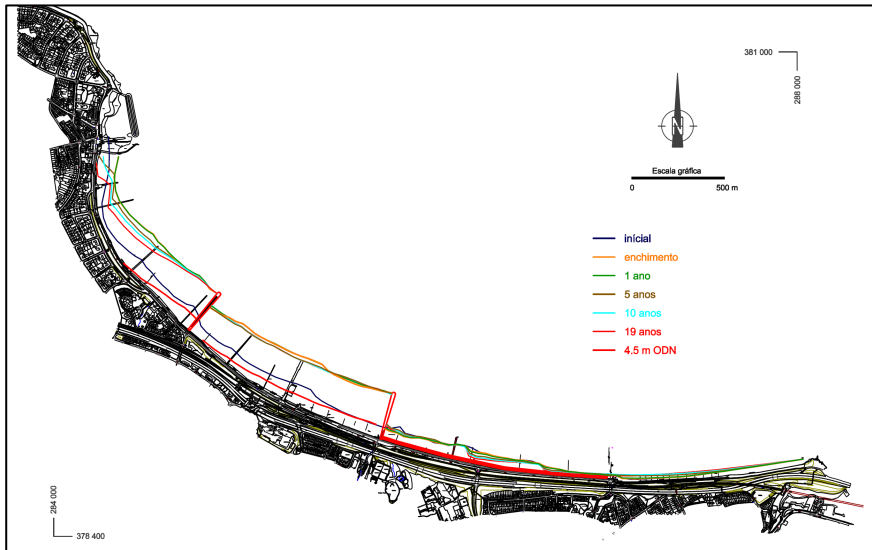 381 000
288 000
N
Escala gráfica
0 500 m
inícial
enchimento
1 ano
5 anos
10 anos
19 anos
4.5 m ODN
284 000
378 400